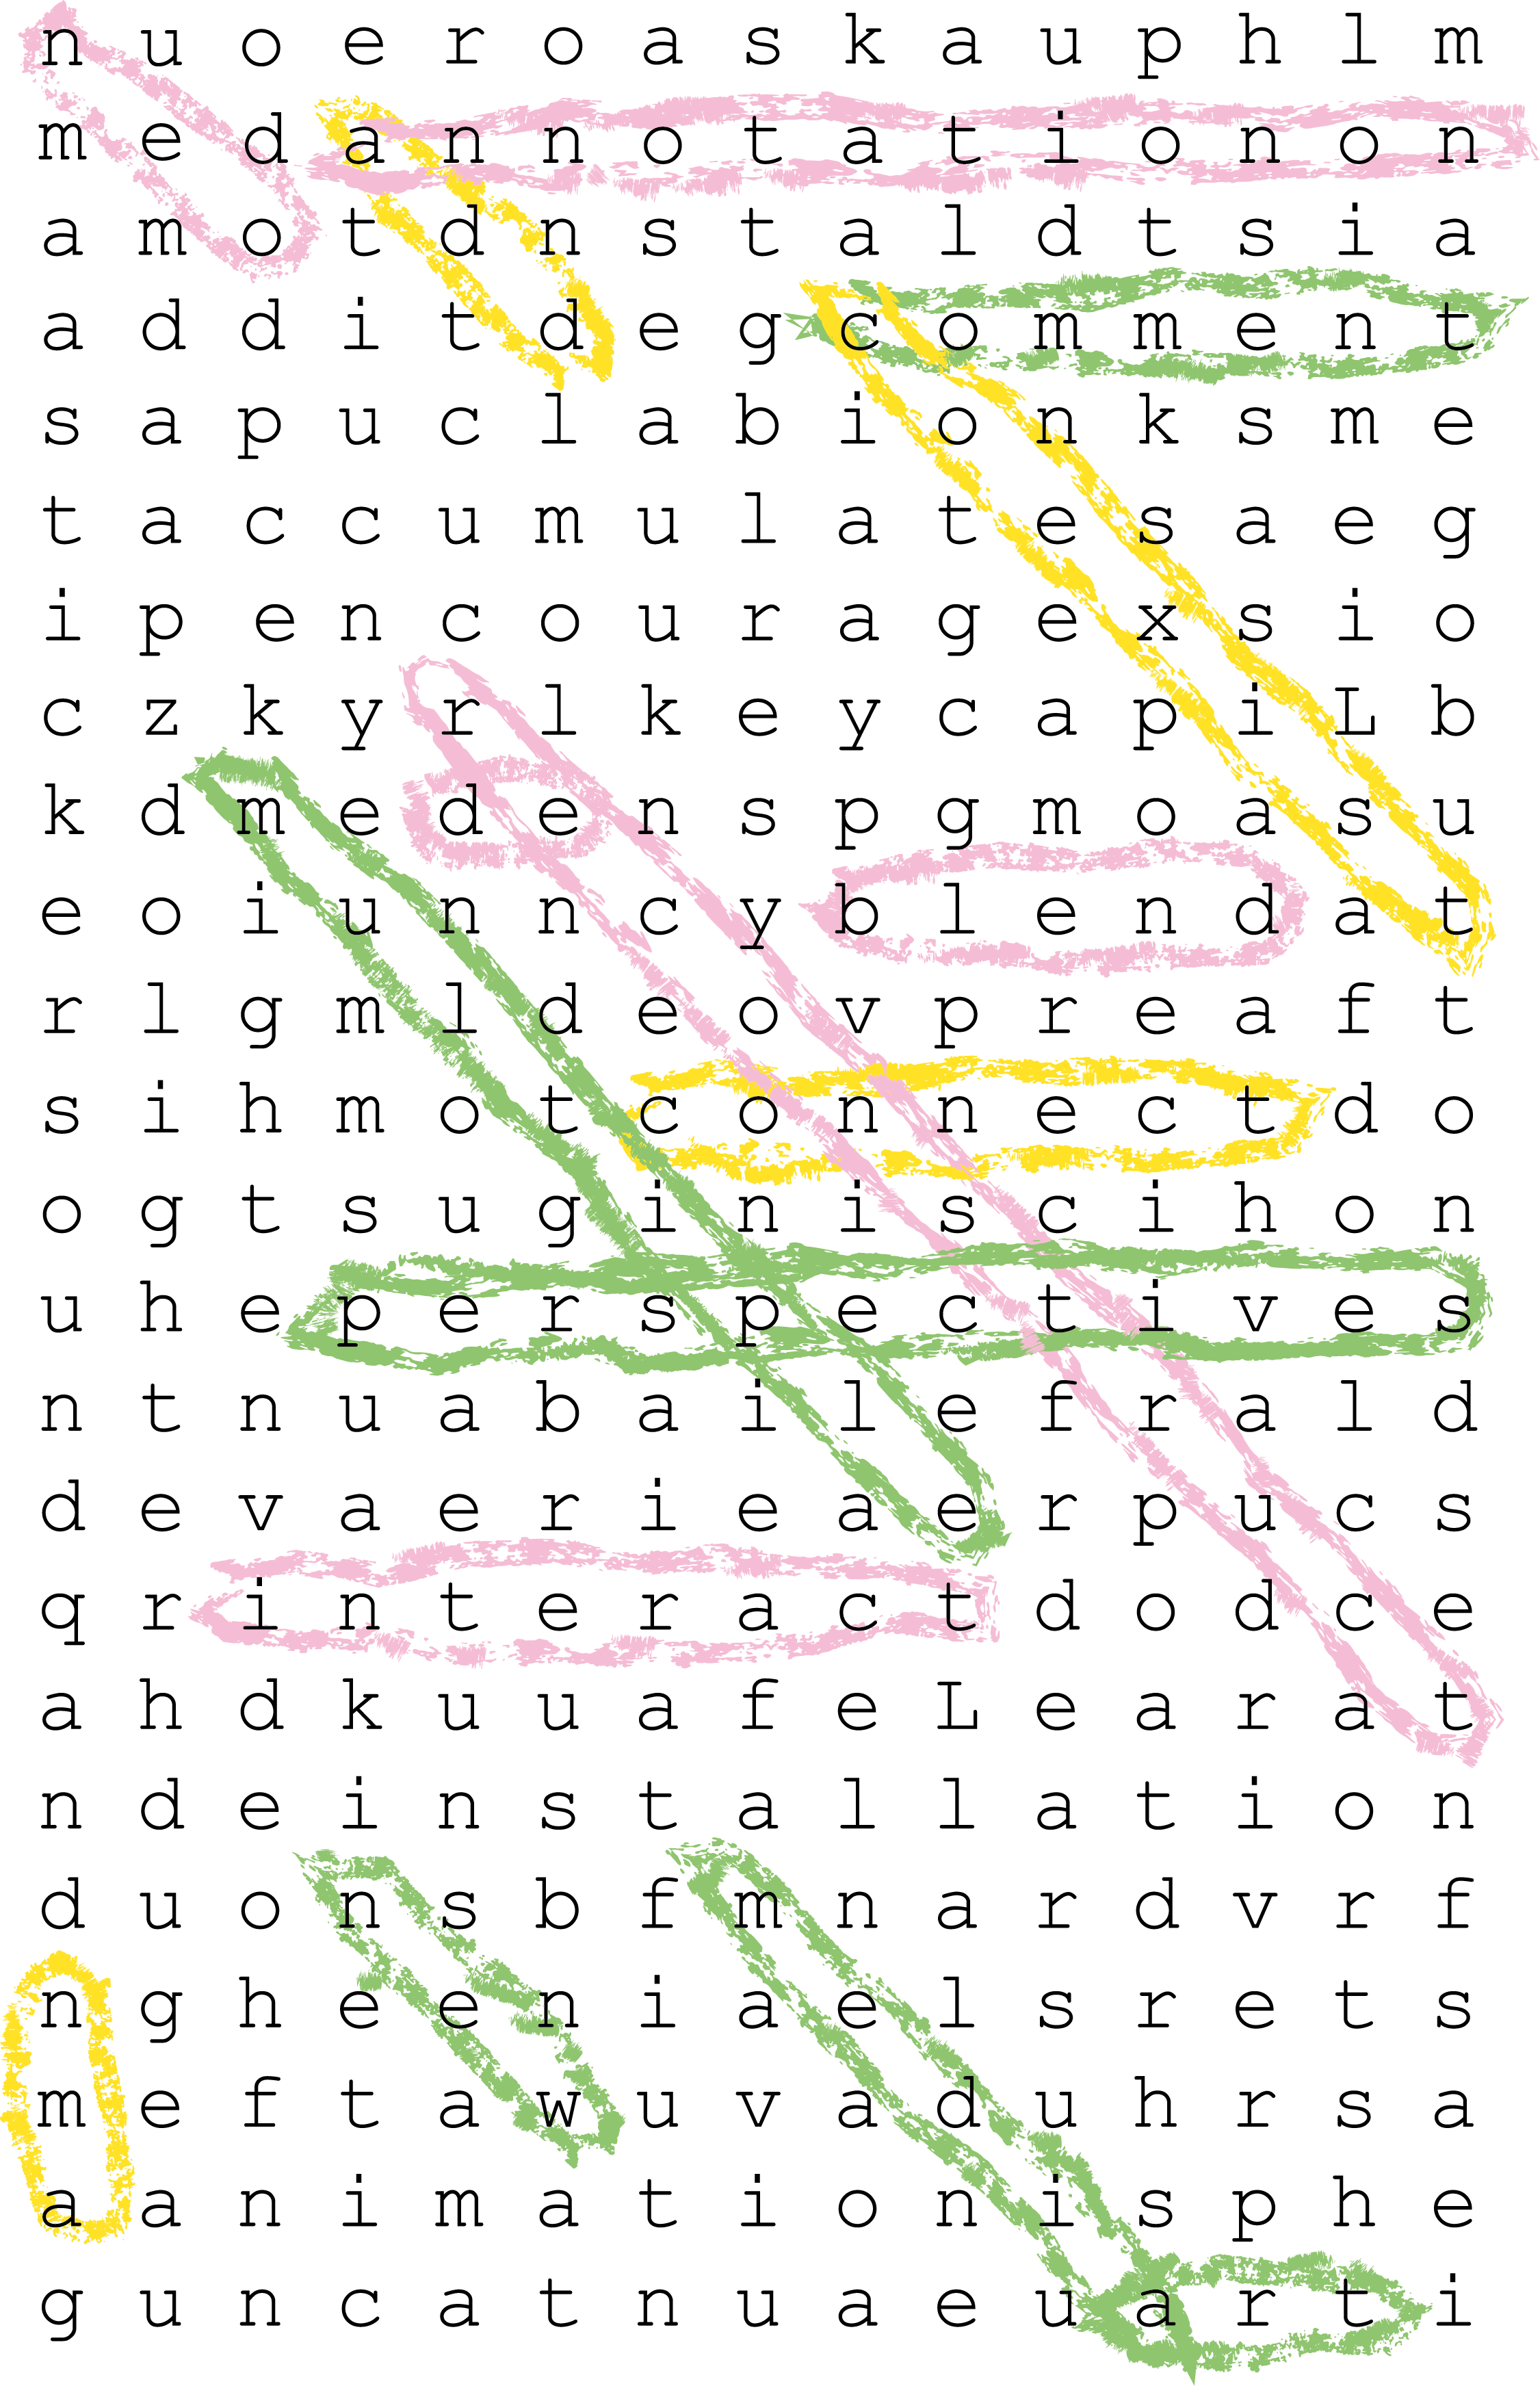 n u o e r o a s k a u p h l m
m e d a n n o t a t i o n o n
a m o t d n s t a l d t s i a
a d d i t d e g c o m m e n t
s a p u c l a b i o n k s m e
t a c c u m u l a t e s a e g
i p e n c o u r a g e x s i o
c z k y r l k e y c a p i L b
k d m e d e n s p g m o a s u
e o i u n n c y b l e n d a t
r l g m l d e o v p r e a f t
s i h m o t c o n n e c t d o
o g t s u g i n i s c i h o n
u h e p e r s p e c t i v e s
n t n u a b a i l e f r a l d
d e v a e r i e a e r p u c s
q r i n t e r a c t d o d c e
a h d k u u a f e L e a r a t
n d e i n s t a l l a t i o n
d u o n s b f m n a r d v r f
n g h e e n i a e l s r e t s
m e f t a w u v a d u h r s a
a a n i m a t i o n i s p h e
g u n c a t n u a e u a r t i